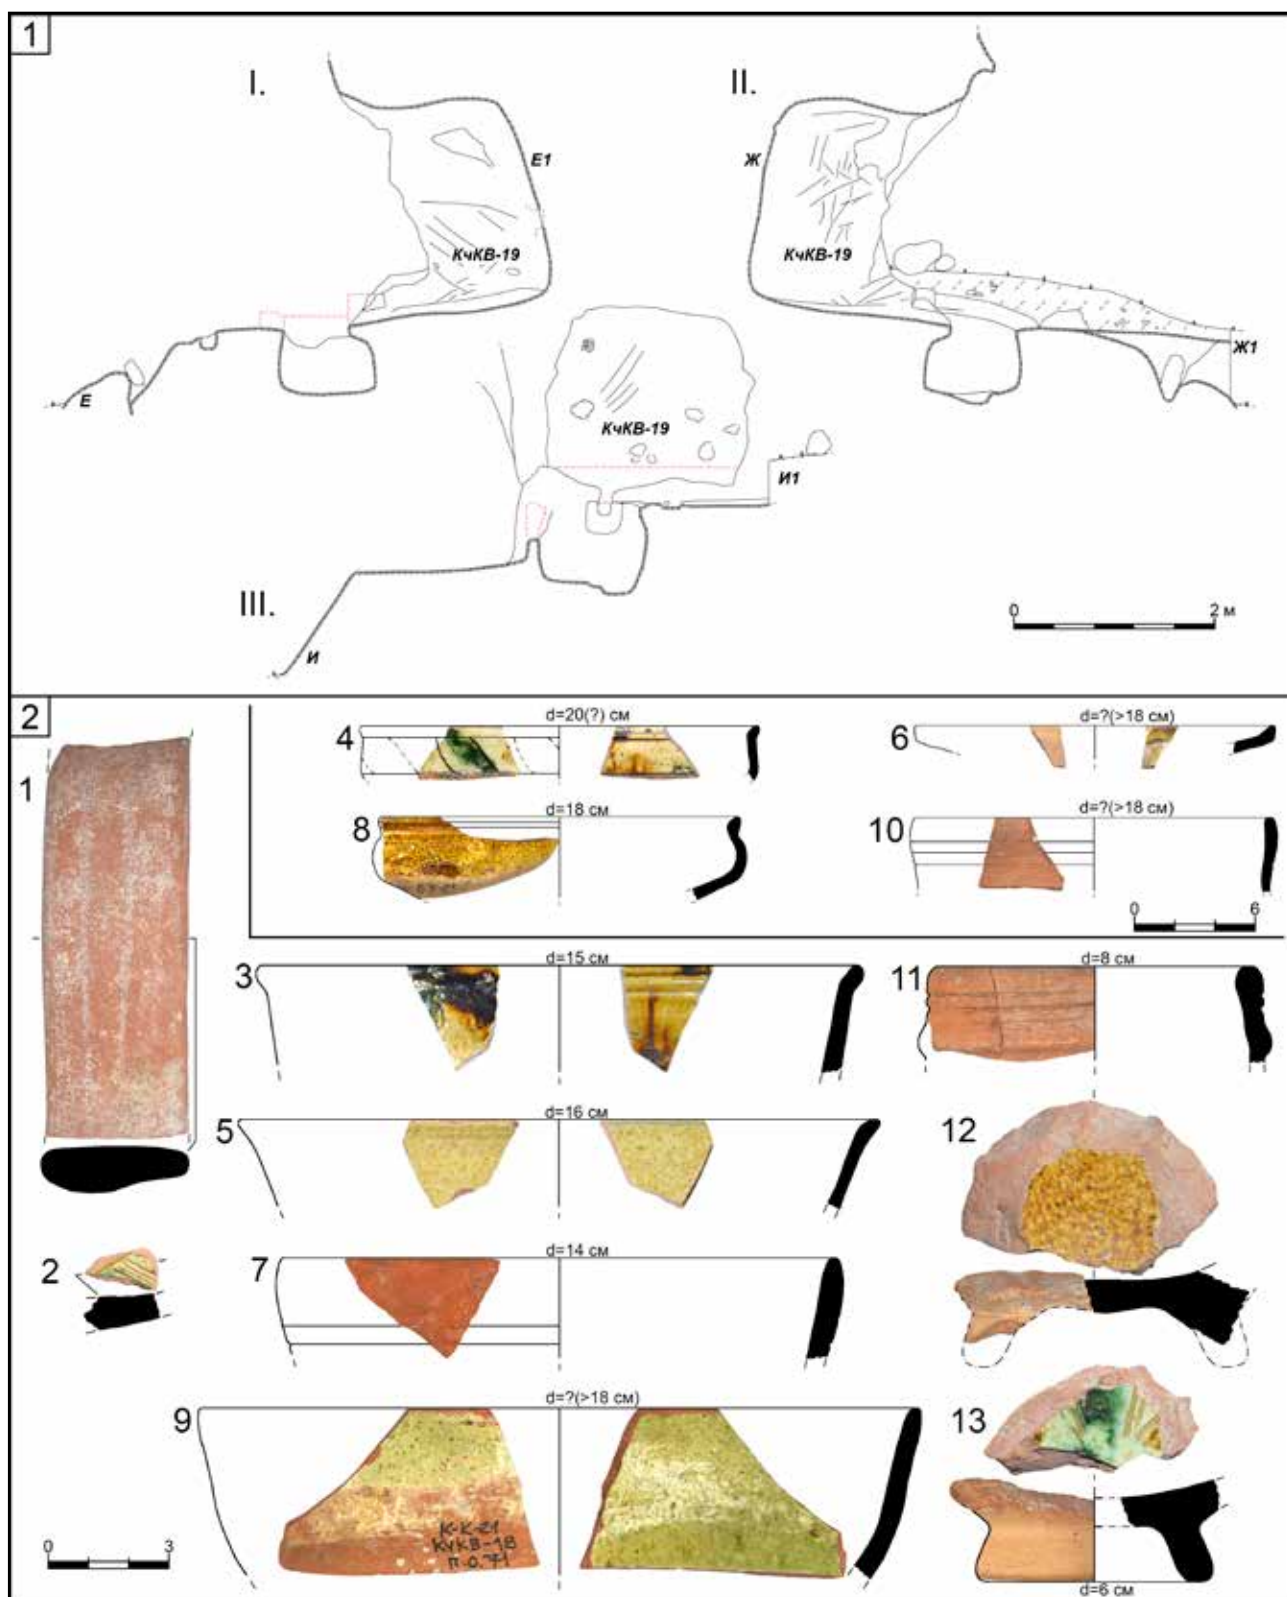 1
I.
II.
E1
Ж
КчКВ-19
КчКВ-19
Ж1
E
КчКВ-19
И1
III.
0 2 м
И
2
d=20(?) см
d=?(>18 см)
1
4
6
d=18 см
d=?(>18 см)
8
10
0 6
3
d=15 см
11
d=8 см
5
d=16 см
12
2
7
d=14 см
d=?(>18 см)
9
13
К-К-21
КчКВ-18
П.О.71
0 3
d=6 см